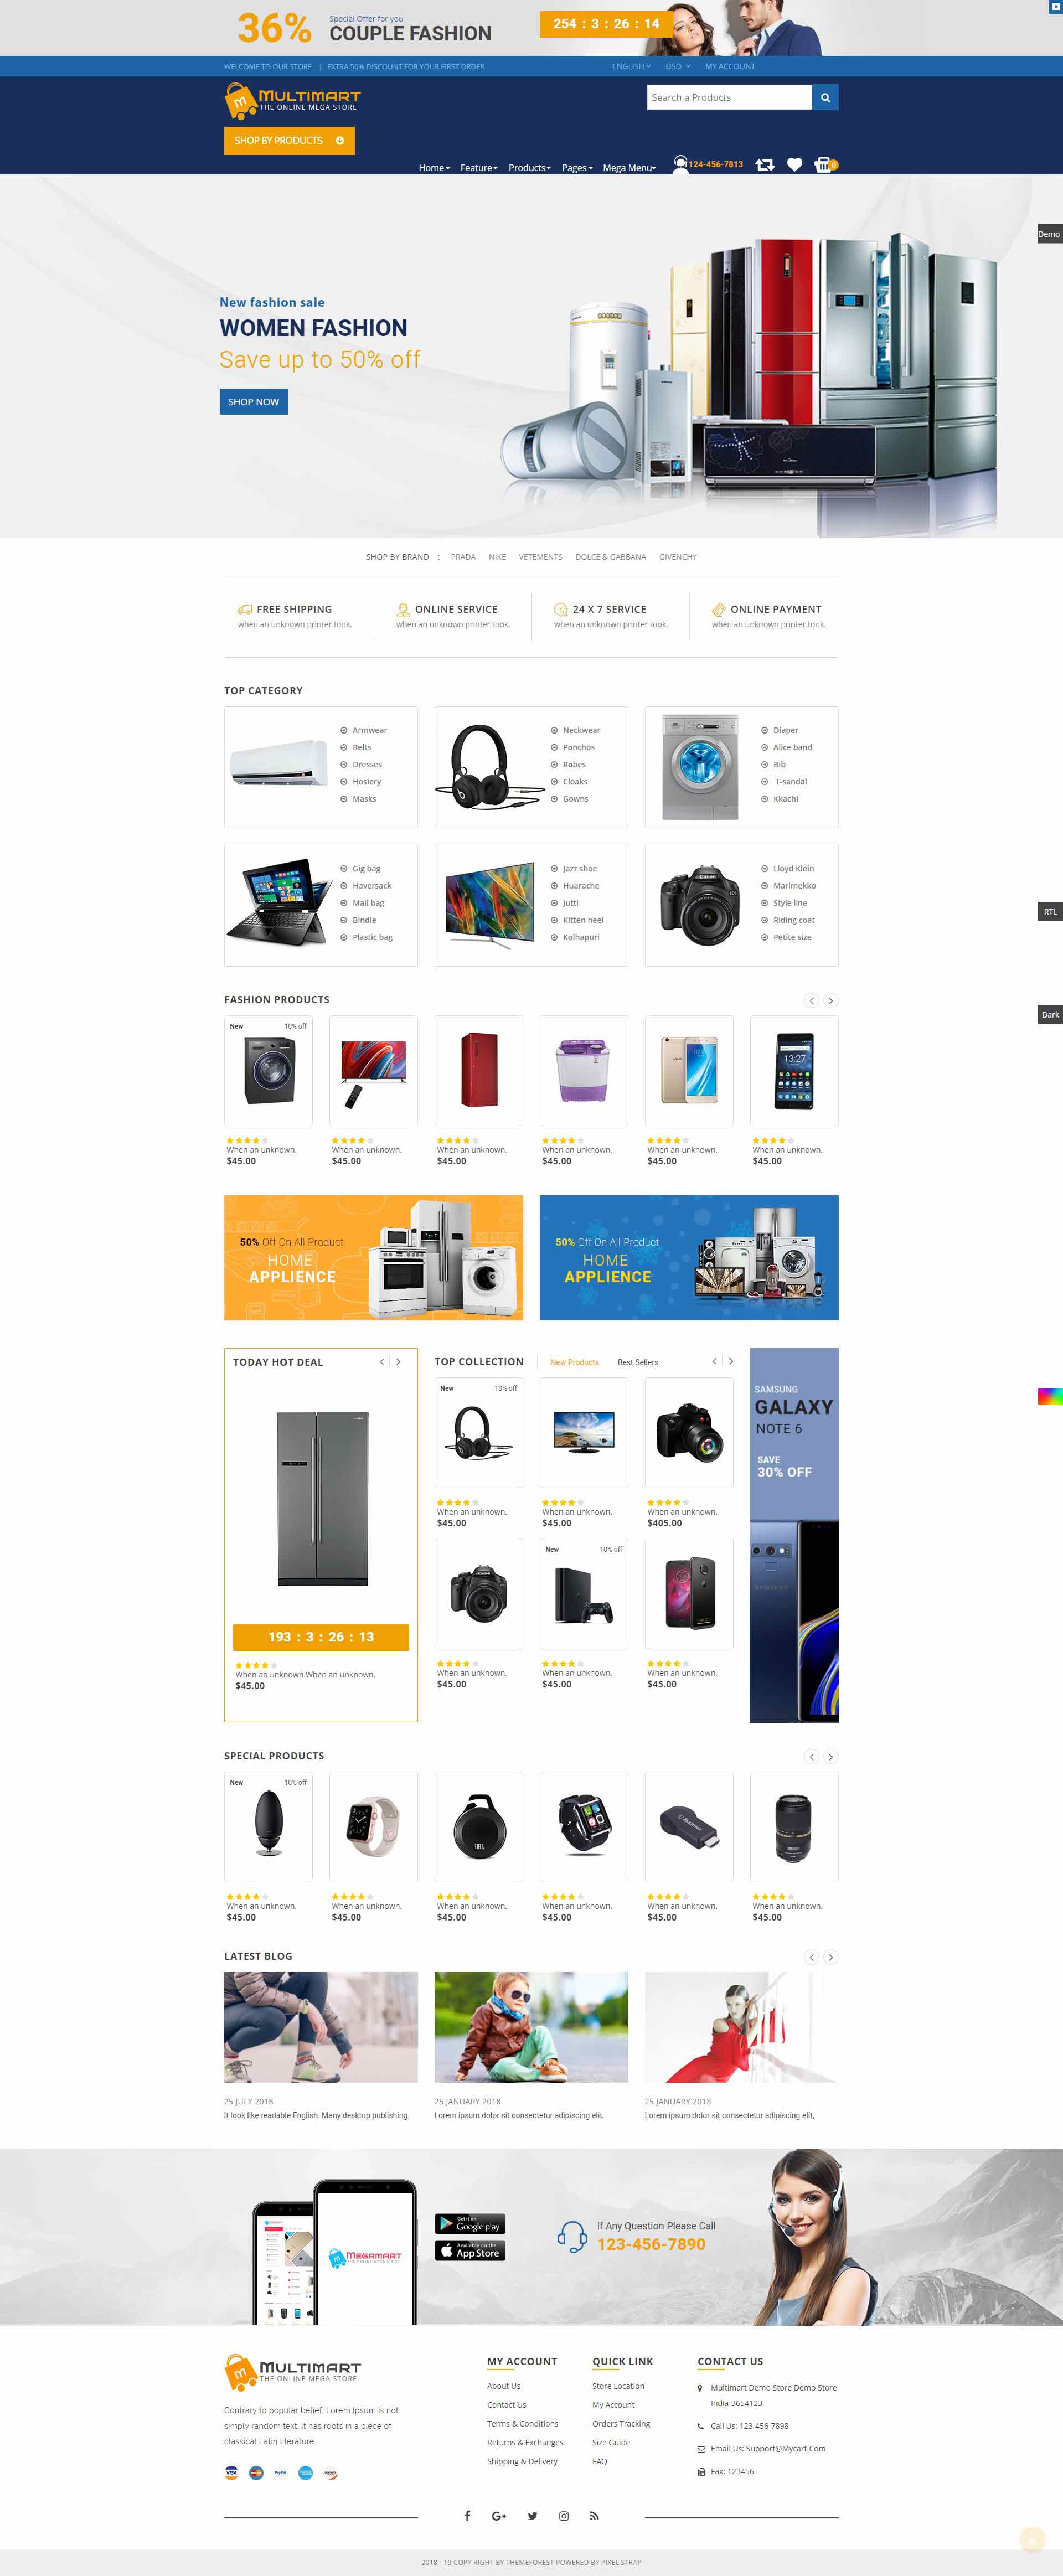 36%
Special Offer for you
COUPLE FASHION
254 : 3 : 26 : 14
WELCOME TO OUR STORE | EXTRA 50% DISCOUNT FOR YOUR FIRST ORDER
ENGLISH USD MY ACCOUNT
MULTIMART
THE ONLINE MEGA STORE
Search a Products
SHOP BY PRODUCTS
Home Feature Products Pages Mega Menu
124-456-7813
0
Demo
New fashion sale
WOMEN FASHION
Save up to 50% off
SHOP NOW
SHOP BY BRAND : PRADA NIKE VETEMENTS DOLCE & GABBANA GIVENCHY
FREE SHIPPING
when an unknown printer took.
ONLINE SERVICE
when an unknown printer took.
24 X 7 SERVICE
when an unknown printer took.
ONLINE PAYMENT
when an unknown printer took.
TOP CATEGORY
Armwear
Belts
Dresses
Hosiery
Masks
Neckwear
Ponchos
Robes
Cloaks
Gowns
Diaper
Alice band
Bib
T-sandal
Kkachi
Gig bag
Haversack
Mail bag
Bindle
Plastic bag
Jazz shoe
Huarache
Jutti
Kitten heel
Kolhapuri
Canon
Lloyd Klein
Marimekko
Style line
Riding coat
Petite size
RTL
FASHION PRODUCTS
Dark
New 10% off
13:27
When an unknown.
$45.00
When an unknown.
$45.00
When an unknown.
$45.00
When an unknown.
$45.00
When an unknown.
$45.00
When an unknown.
$45.00
50% Off On All Product
HOME
APPLIENCE
50% Off On All Product
HOME
APPLIENCE
TODAY HOT DEAL
193 : 3 : 26 : 13
When an unknown.When an unknown.
$45.00
TOP COLLECTION
New Products Best Sellers
New 10% off
When an unknown.
$45.00
When an unknown.
$45.00
When an unknown.
$405.00
New 10% off
When an unknown.
$45.00
When an unknown.
$45.00
When an unknown.
$45.00
SAMSUNG
GALAXY
NOTE 6
SAVE
30% OFF
SAMSUNG
SPECIAL PRODUCTS
New 10% off
JBL
When an unknown.
$45.00
When an unknown.
$45.00
When an unknown.
$45.00
When an unknown.
$45.00
When an unknown.
$45.00
When an unknown.
$45.00
LATEST BLOG
25 JULY 2018
It look like readable English. Many desktop publishing.
25 JANUARY 2018
Lorem ipsum dolor sit consectetur adipiscing elit,
25 JANUARY 2018
Lorem ipsum dolor sit consectetur adipiscing elit,
MEGAMART
THE ONLINE MEGA STORE
Get it on
Google play
Available on the
App Store
If Any Question Please Call
123-456-7890
MULTIMART
THE ONLINE MEGA STORE
Contrary to popular belief. Lorem Ipsum is not
simply random text. It has roots in a piece of
classical Latin literature.
VISA
PayPal
MY ACCOUNT
About Us
Contact Us
Terms & Conditions
Returns & Exchanges
Shipping & Delivery
QUICK LINK
Store Location
My Account
Orders Tracking
Size Guide
FAQ
CONTACT US
Multimart Demo Store Demo Store
India-3654123
Call Us: 123-456-7898
Email Us: Support@Mycart.Com
Fax: 123456
2018 - 19 COPY RIGHT BY THEMEFOREST POWERED BY PIXEL STRAP